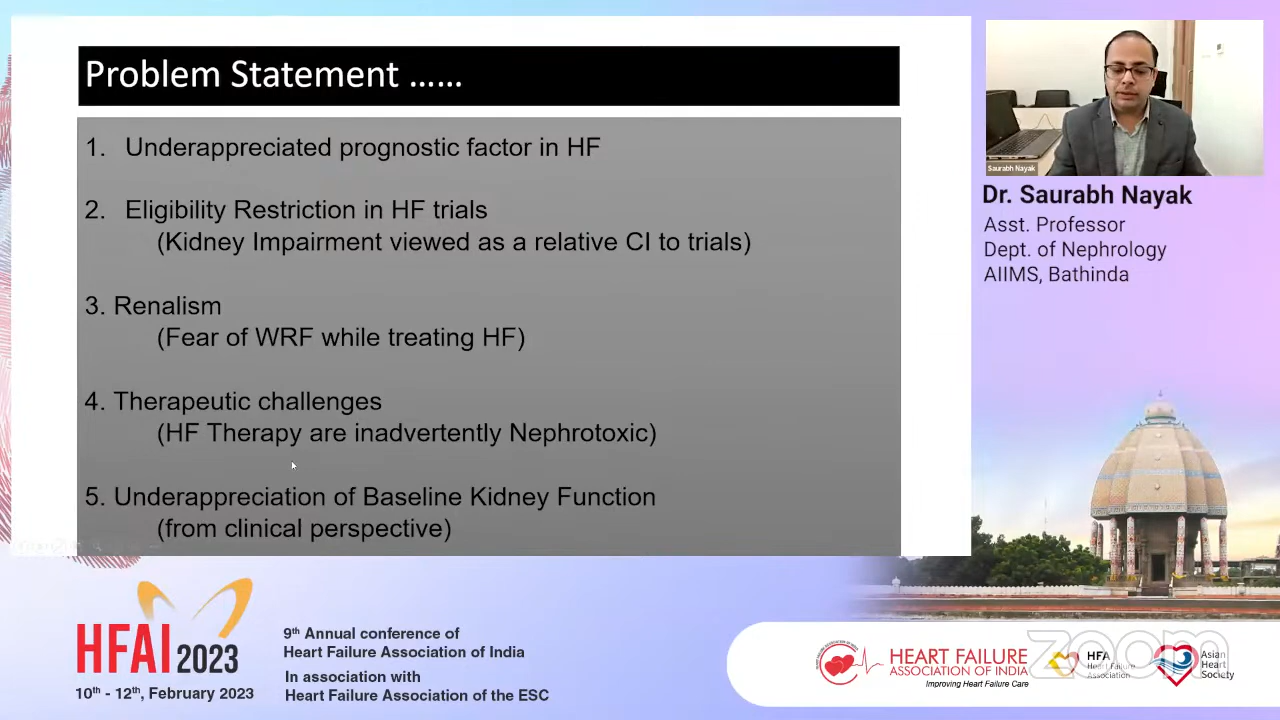 Problem Statement ......
1. Underappreciated prognostic factor in HF
2. Eligibility Restriction in HF trials
(Kidney Impairment viewed as a relative CI to trials)
3. Renalism
(Fear of WRF while treating HF)
4. Therapeutic challenges
(HF Therapy are inadvertently Nephrotoxic)
5. Underappreciation of Baseline Kidney Function
(from clinical perspective)
Saurabh Nayak
Dr. Saurabh Nayak
Asst. Professor
Dept. of Nephrology
AIIMS, Bathinda
HFAI 2023
10th - 12th, February 2023
9th Annual conference of
Heart Failure Association of India
In association with
Heart Failure Association of the ESC
HEART FAILURE
ASSOCIATION OF INDIA
Improving Heart Failure Care
HFA
Heart Failure
Association
Asian
Heart
Society
zoom